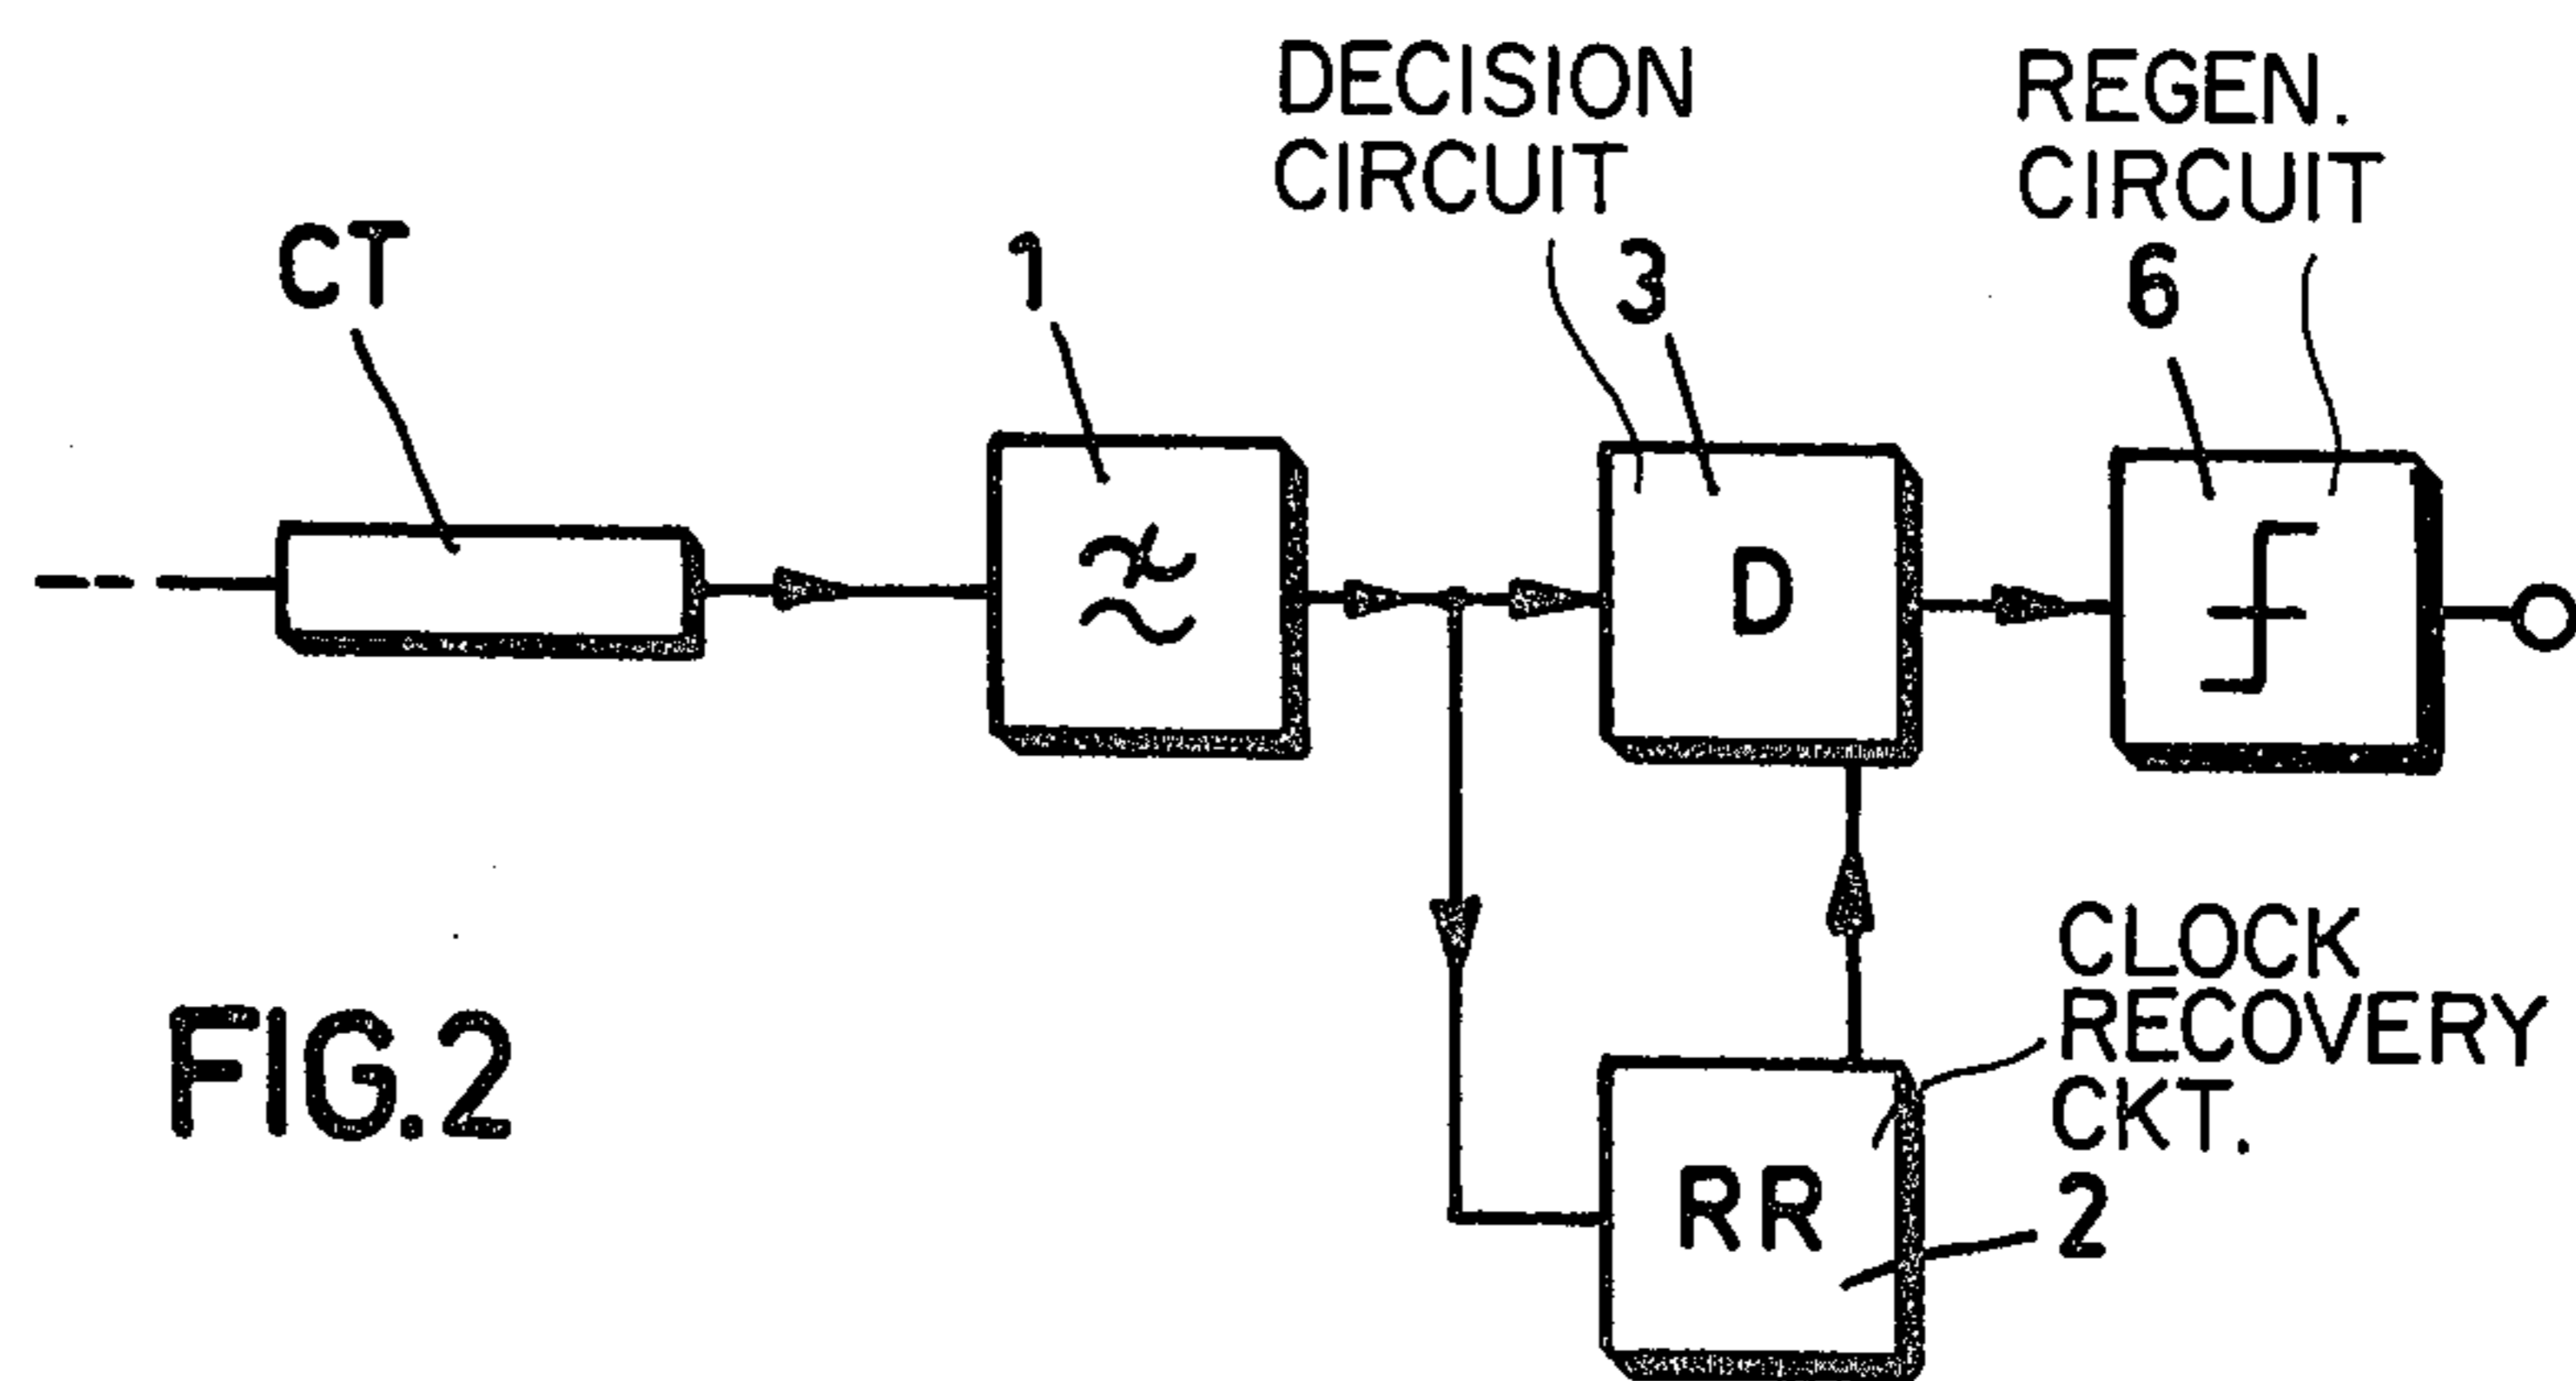 DECISION
CIRCUIT
REGEN.
CIRCUIT
CT
1
3
6
D
CLOCK
RECOVERY
CKT.
FIG.2
RR
2